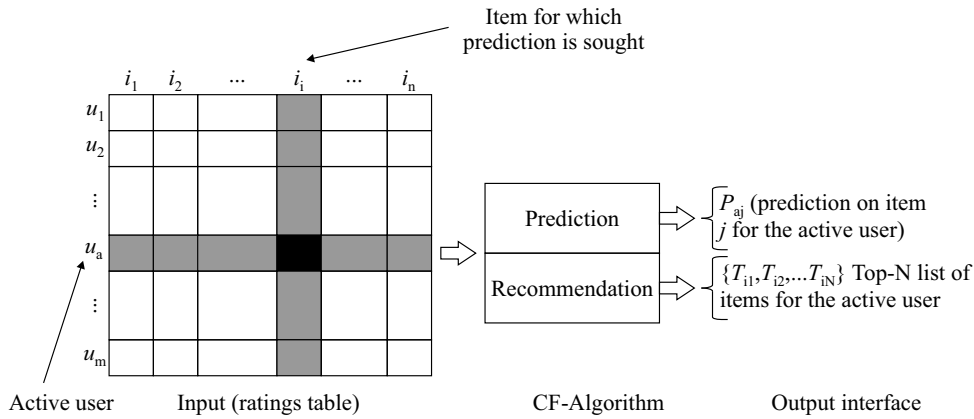 Item for which
prediction is sought
i₁ i₂ ... iᵢ ... iₙ
u₁
u₂
⋮
uₐ
⋮
uₘ
Prediction
Recommendation
Pₐⱼ (prediction on item
j for the active user)
{Tᵢ₁,Tᵢ₂,...Tᵢₙ} Top-N list of
items for the active user
Active user
Input (ratings table)
CF-Algorithm
Output interface